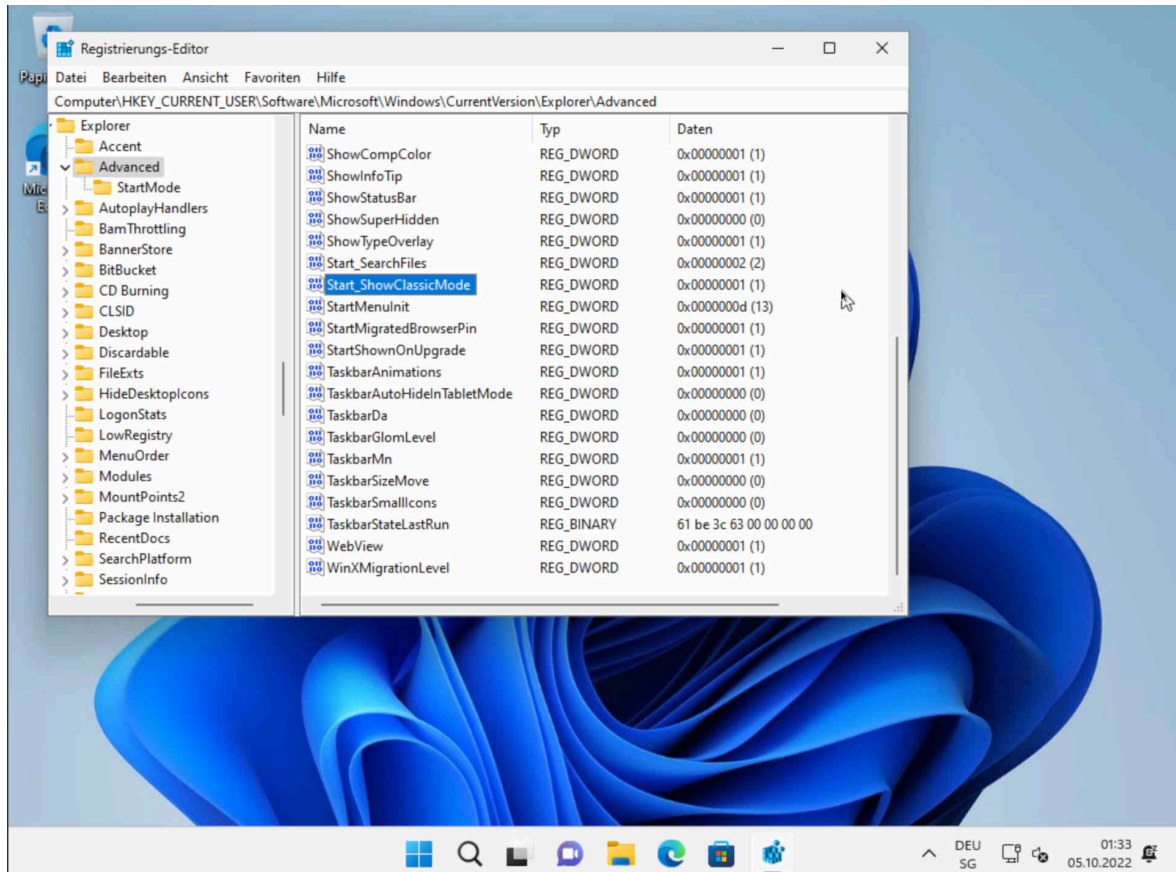 Registrierungs-Editor
Datei Bearbeiten Ansicht Favoriten Hilfe
Computer\HKEY_CURRENT_USER\Software\Microsoft\Windows\CurrentVersion\Explorer\Advanced
Explorer
Accent
Advanced
StartMode
AutoplayHandlers
BamThrottling
BannerStore
BitBucket
CD Burning
CLSID
Desktop
Discardable
FileExts
HideDesktopIcons
LogonStats
LowRegistry
MenuOrder
Modules
MountPoints2
Package Installation
RecentDocs
SearchPlatform
SessionInfo
Name Typ Daten
ShowCompColor REG_DWORD 0x00000001 (1)
ShowInfoTip REG_DWORD 0x00000001 (1)
ShowStatusBar REG_DWORD 0x00000001 (1)
ShowSuperHidden REG_DWORD 0x00000000 (0)
ShowTypeOverlay REG_DWORD 0x00000001 (1)
Start_SearchFiles REG_DWORD 0x00000002 (2)
Start_ShowClassicMode REG_DWORD 0x00000001 (1)
StartMenuInit REG_DWORD 0x0000000d (13)
StartMigratedBrowserPin REG_DWORD 0x00000001 (1)
StartShownOnUpgrade REG_DWORD 0x00000001 (1)
TaskbarAnimations REG_DWORD 0x00000001 (1)
TaskbarAutoHideInTabletMode REG_DWORD 0x00000000 (0)
TaskbarDa REG_DWORD 0x00000000 (0)
TaskbarGlomLevel REG_DWORD 0x00000000 (0)
TaskbarMn REG_DWORD 0x00000001 (1)
TaskbarSizeMove REG_DWORD 0x00000000 (0)
TaskbarSmallIcons REG_DWORD 0x00000000 (0)
TaskbarStateLastRun REG_BINARY 61 be 3c 63 00 00 00 00
WebView REG_DWORD 0x00000001 (1)
WinXMigrationLevel REG_DWORD 0x00000001 (1)
DEU
SG
01:33
05.10.2022